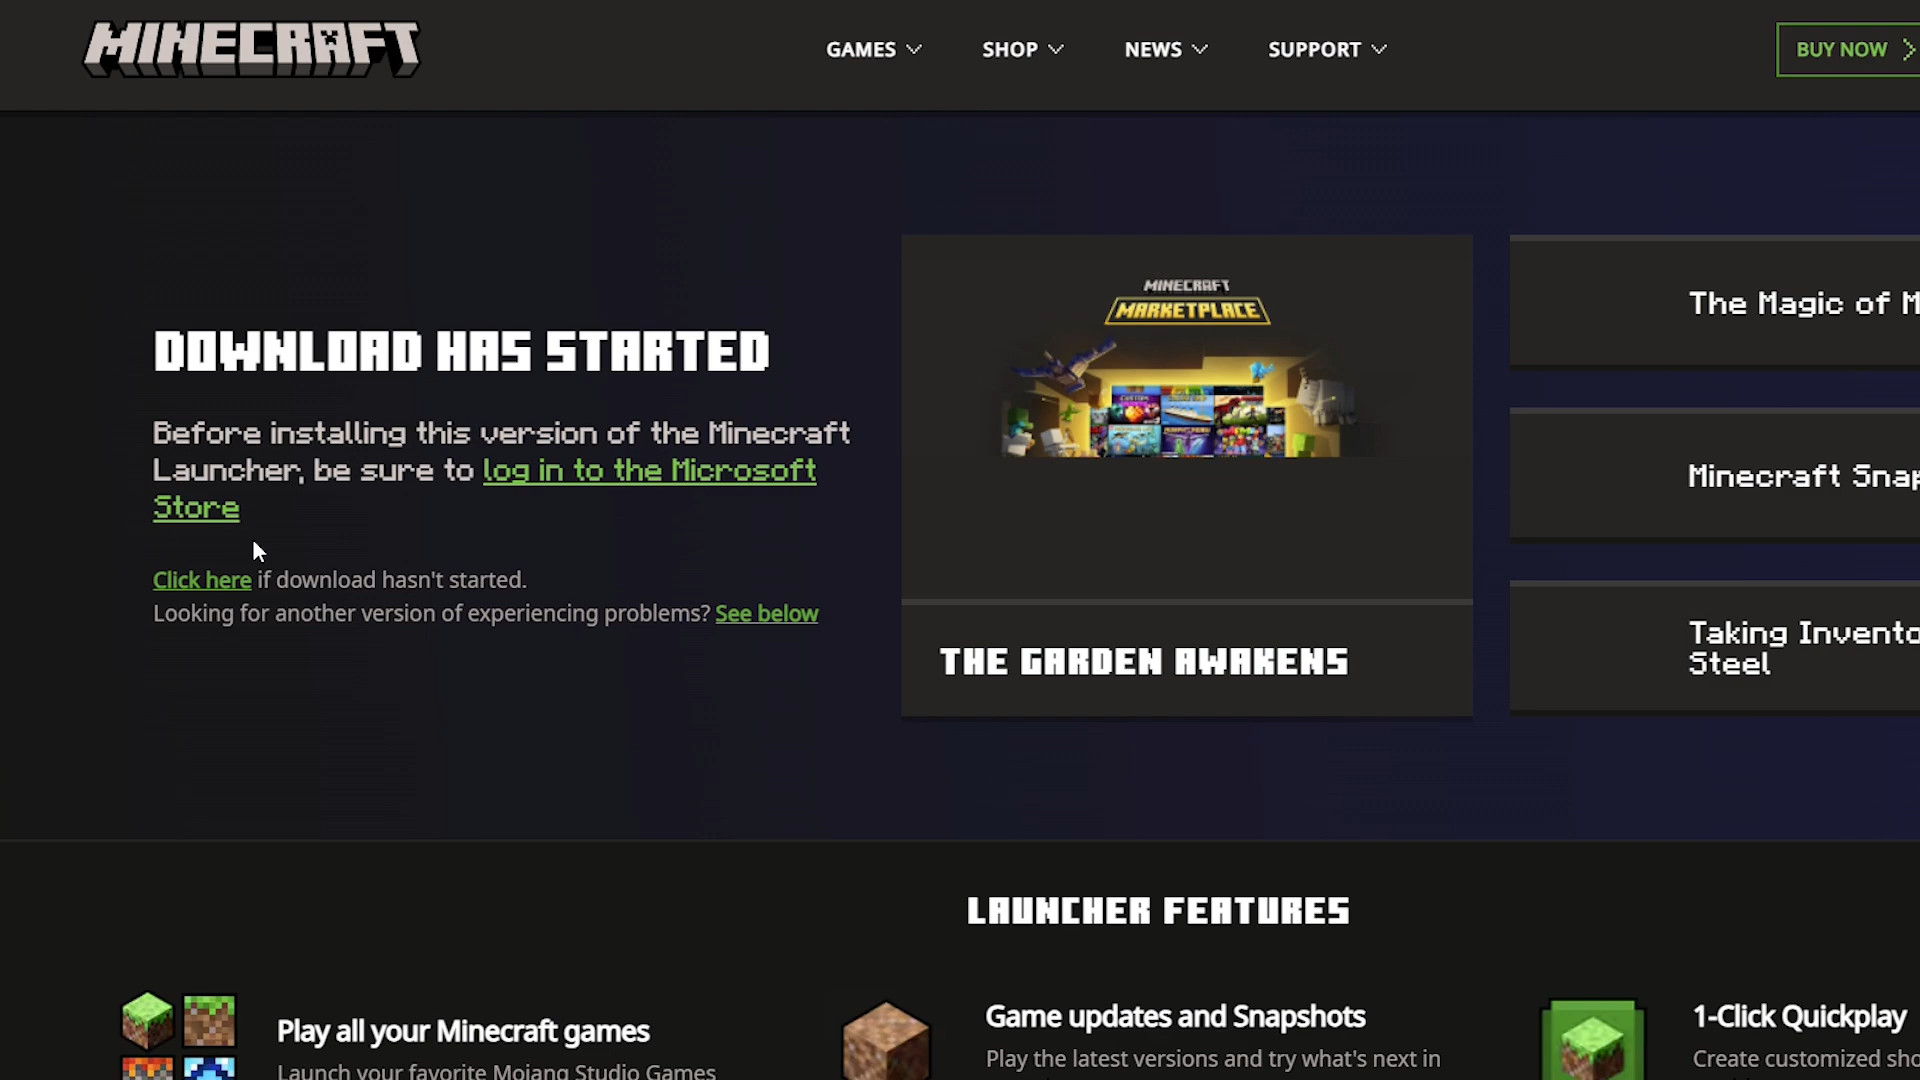 MINECRAFT
GAMES
SHOP
NEWS
SUPPORT
BUY NOW
DOWNLOAD HAS STARTED
Before installing this version of the Minecraft
Launcher, be sure to log in to the Microsoft
Store
Click here if download hasn't started.
Looking for another version of experiencing problems? See below
MINECRAFT
MARKETPLACE
THE GARDEN AWAKENS
The Magic of M
Minecraft Snap
Taking Invento
Steel
LAUNCHER FEATURES
Play all your Minecraft games
Launch your favorite Mojang Studio Games
Game updates and Snapshots
Play the latest versions and try what's next in
1-Click Quickplay
Create customized sho